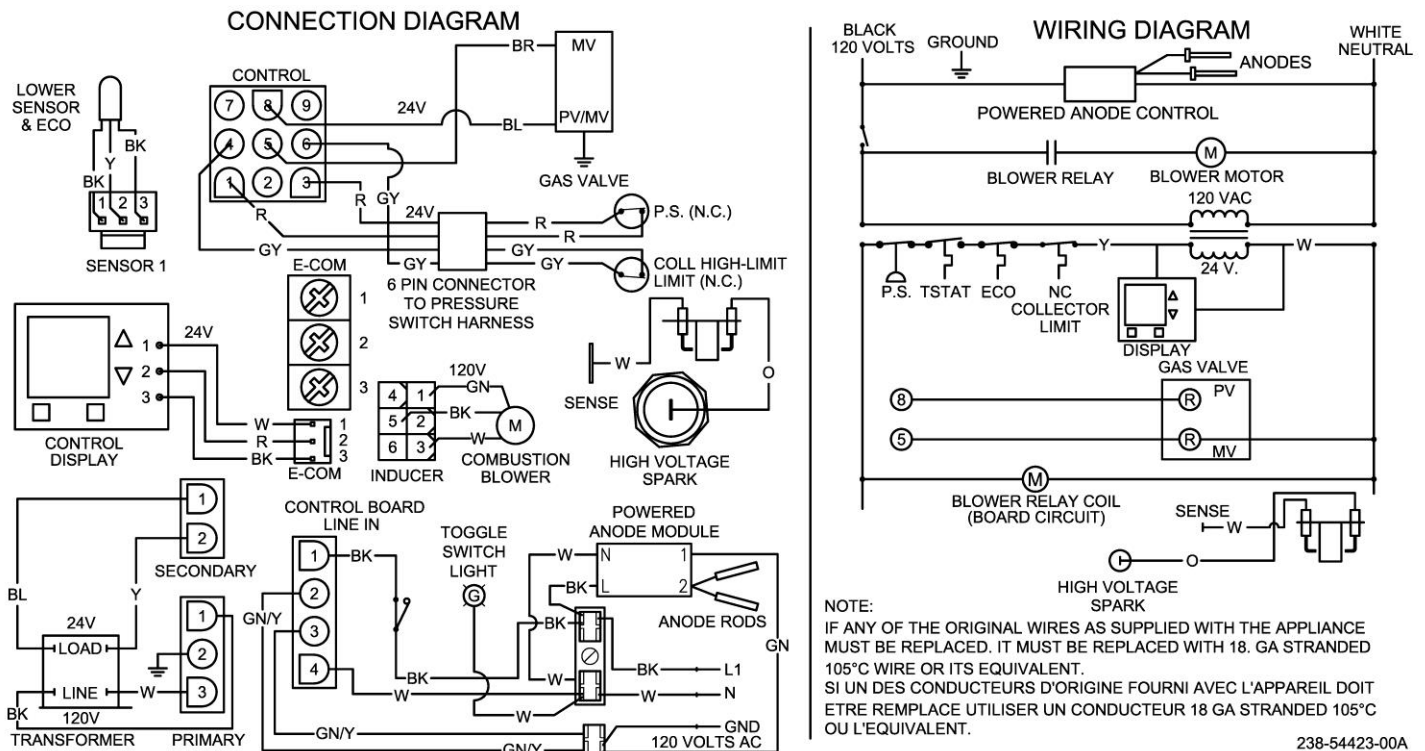 CONNECTION DIAGRAM
LOWER
SENSOR
& ECO
BK
Y
BK
1 2 3
SENSOR 1
CONTROL
7 8 9
4 5 6
1 2 3
24V
BR
BL
MV
PV/MV
GAS VALVE
R
R
24V
GY
GY
GY
R
R
GY
GY
P.S. (N.C.)
COLL HIGH-LIMIT
LIMIT (N.C.)
6 PIN CONNECTOR
TO PRESSURE
SWITCH HARNESS
E-COM
1
2
3
24V
1
2
3
CONTROL
DISPLAY
W
R
BK
1
2
3
E-COM
4 1
5 2
6 3
INDUCER
120V
GN
BK
W
M
COMBUSTION
BLOWER
SENSE
W
O
HIGH VOLTAGE
SPARK
1
2
SECONDARY
BL
Y
24V
LOAD
LINE
120V
BK
W
TRANSFORMER
1
2
3
PRIMARY
CONTROL BOARD
LINE IN
1
2
3
4
BK
GN/Y
BK
W
GN/Y
GN/Y
TOGGLE
SWITCH
LIGHT
G
POWERED
ANODE MODULE
W
N 1
L 2
BK
BK
W
W
ANODE RODS
GN
BK
L1
W
N
GND
120 VOLTS AC
WIRING DIAGRAM
BLACK
120 VOLTS
GROUND
WHITE
NEUTRAL
ANODES
POWERED ANODE CONTROL
BLOWER RELAY
M
BLOWER MOTOR
120 VAC
Y
W
24 V.
P.S. TSTAT ECO NC
COLLECTOR
LIMIT
DISPLAY
GAS VALVE
8
R
PV
5
R
MV
M
BLOWER RELAY COIL
(BOARD CIRCUIT)
SENSE
W
O
HIGH VOLTAGE
SPARK
NOTE:
IF ANY OF THE ORIGINAL WIRES AS SUPPLIED WITH THE APPLIANCE
MUST BE REPLACED. IT MUST BE REPLACED WITH 18. GA STRANDED
105°C WIRE OR ITS EQUIVALENT.
SI UN DES CONDUCTEURS D'ORIGINE FOURNI AVEC L'APPAREIL DOIT
ETRE REMPLACE UTILISER UN CONDUCTEUR 18 GA STRANDED 105°C
OU L'EQUIVALENT.
238-54423-00A